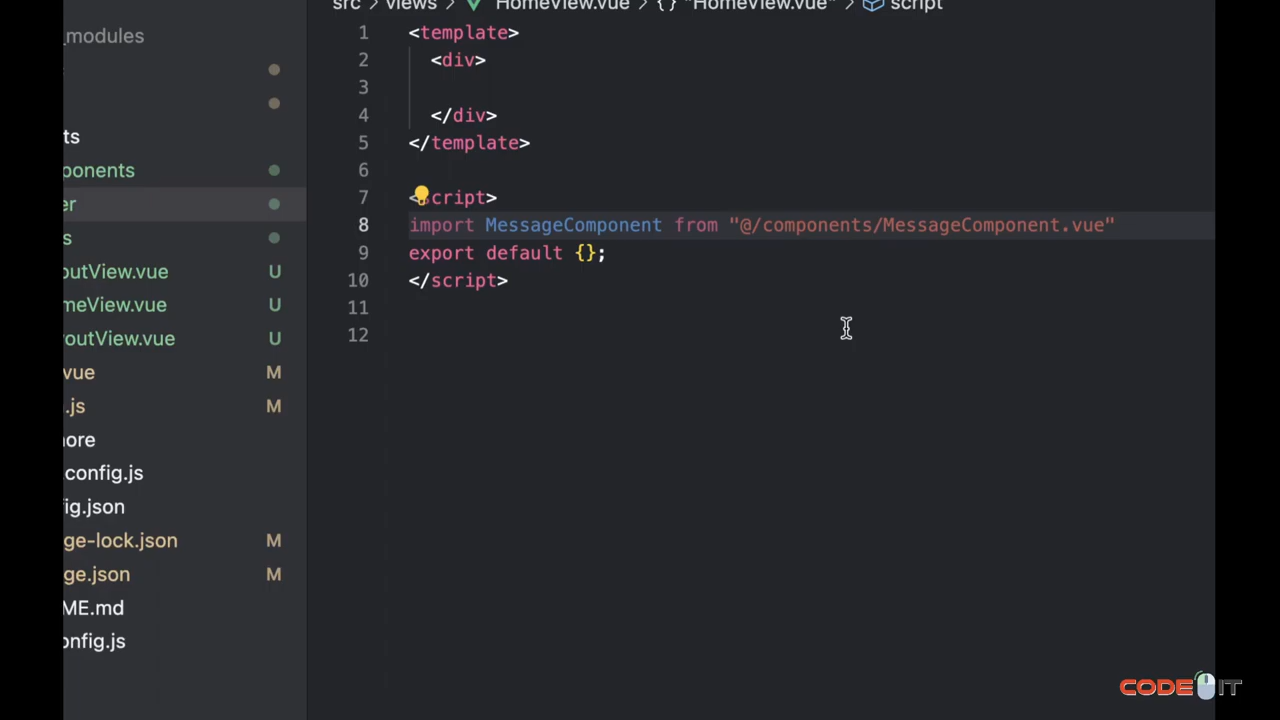 src > views > HomeView.vue > {} "HomeView.vue" > script
_modules
ts
ponents
er
s
outView.vue U
meView.vue U
routView.vue U
.vue M
.js M
nore
config.js
fig.json
ge-lock.json M
ge.json M
ME.md
onfig.js
1 <template>
2 <div>
3
4 </div>
5 </template>
6
7 <script>
8 import MessageComponent from "@/components/MessageComponent.vue"
9 export default {};
10 </script>
11
12
CODE IT